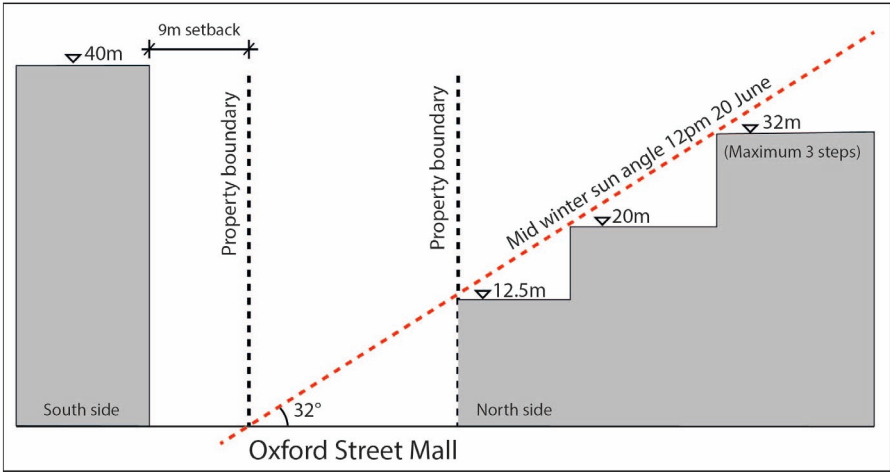 9m setback
40m
Property boundary
Property boundary
Mid winter sun angle 12pm 20 June
32m
(Maximum 3 steps)
20m
12.5m
South side
32°
North side
Oxford Street Mall